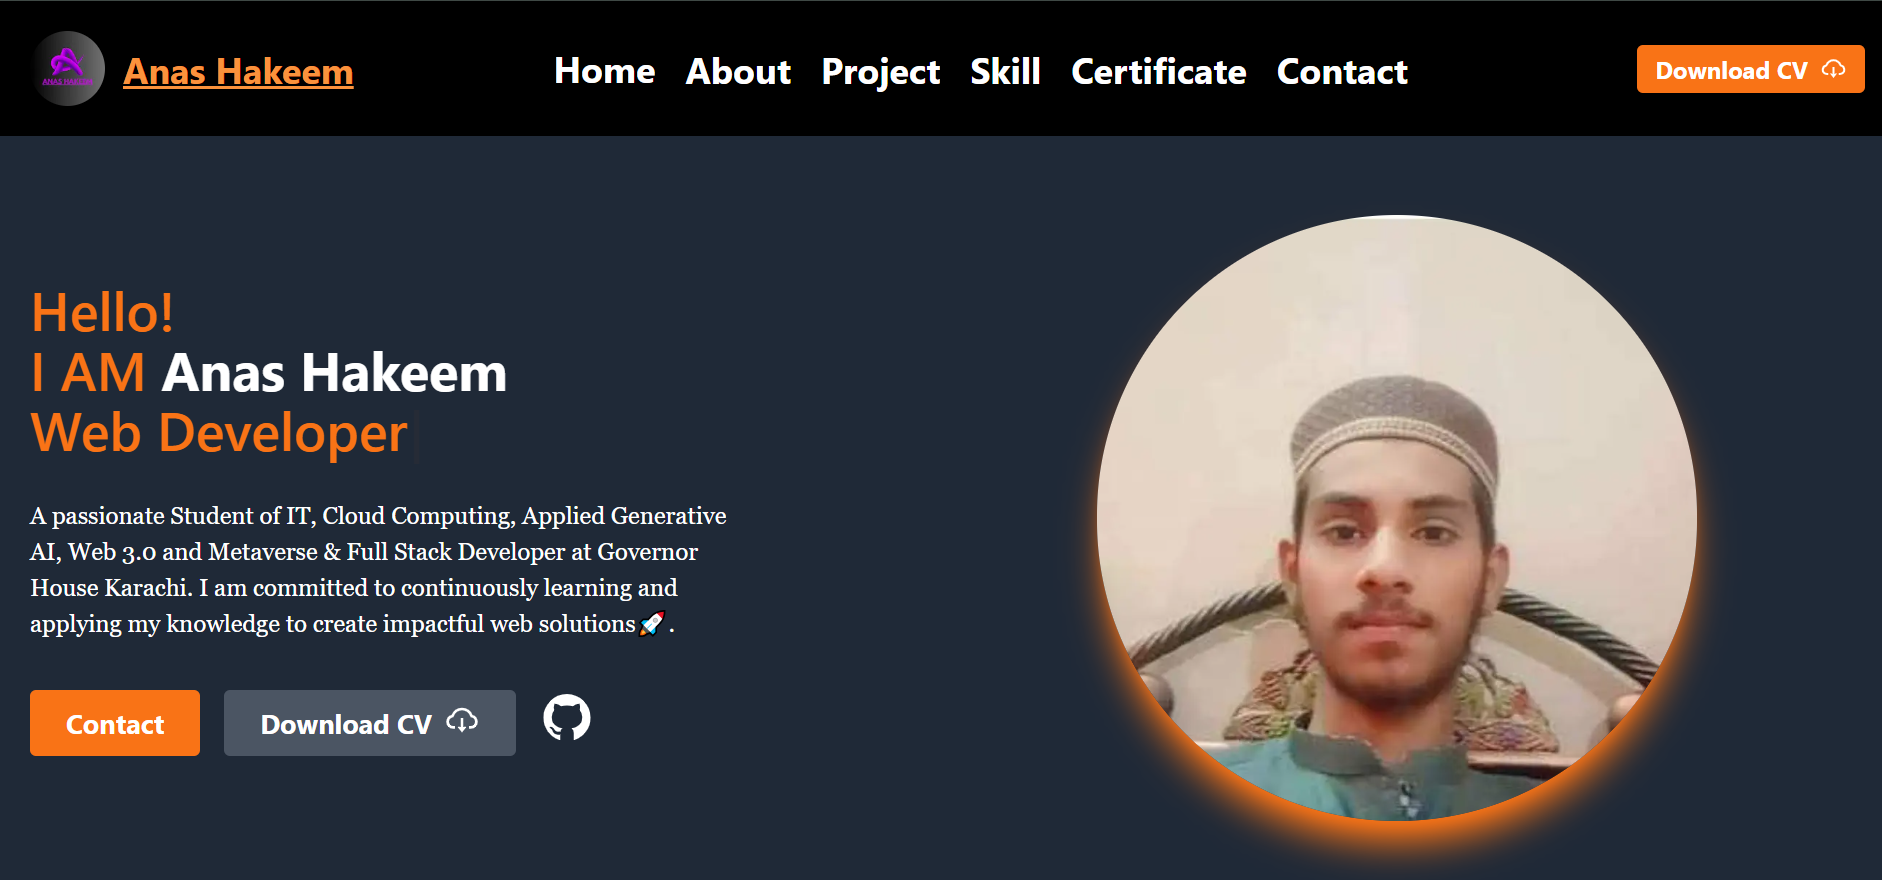 ANAS HAKEEM
Anas Hakeem
Home About Project Skill Certificate Contact
Download CV
Hello!
I AM Anas Hakeem
Web Developer
A passionate Student of IT, Cloud Computing, Applied Generative
AI, Web 3.0 and Metaverse & Full Stack Developer at Governor
House Karachi. I am committed to continuously learning and
applying my knowledge to create impactful web solutions🚀.
Contact
Download CV